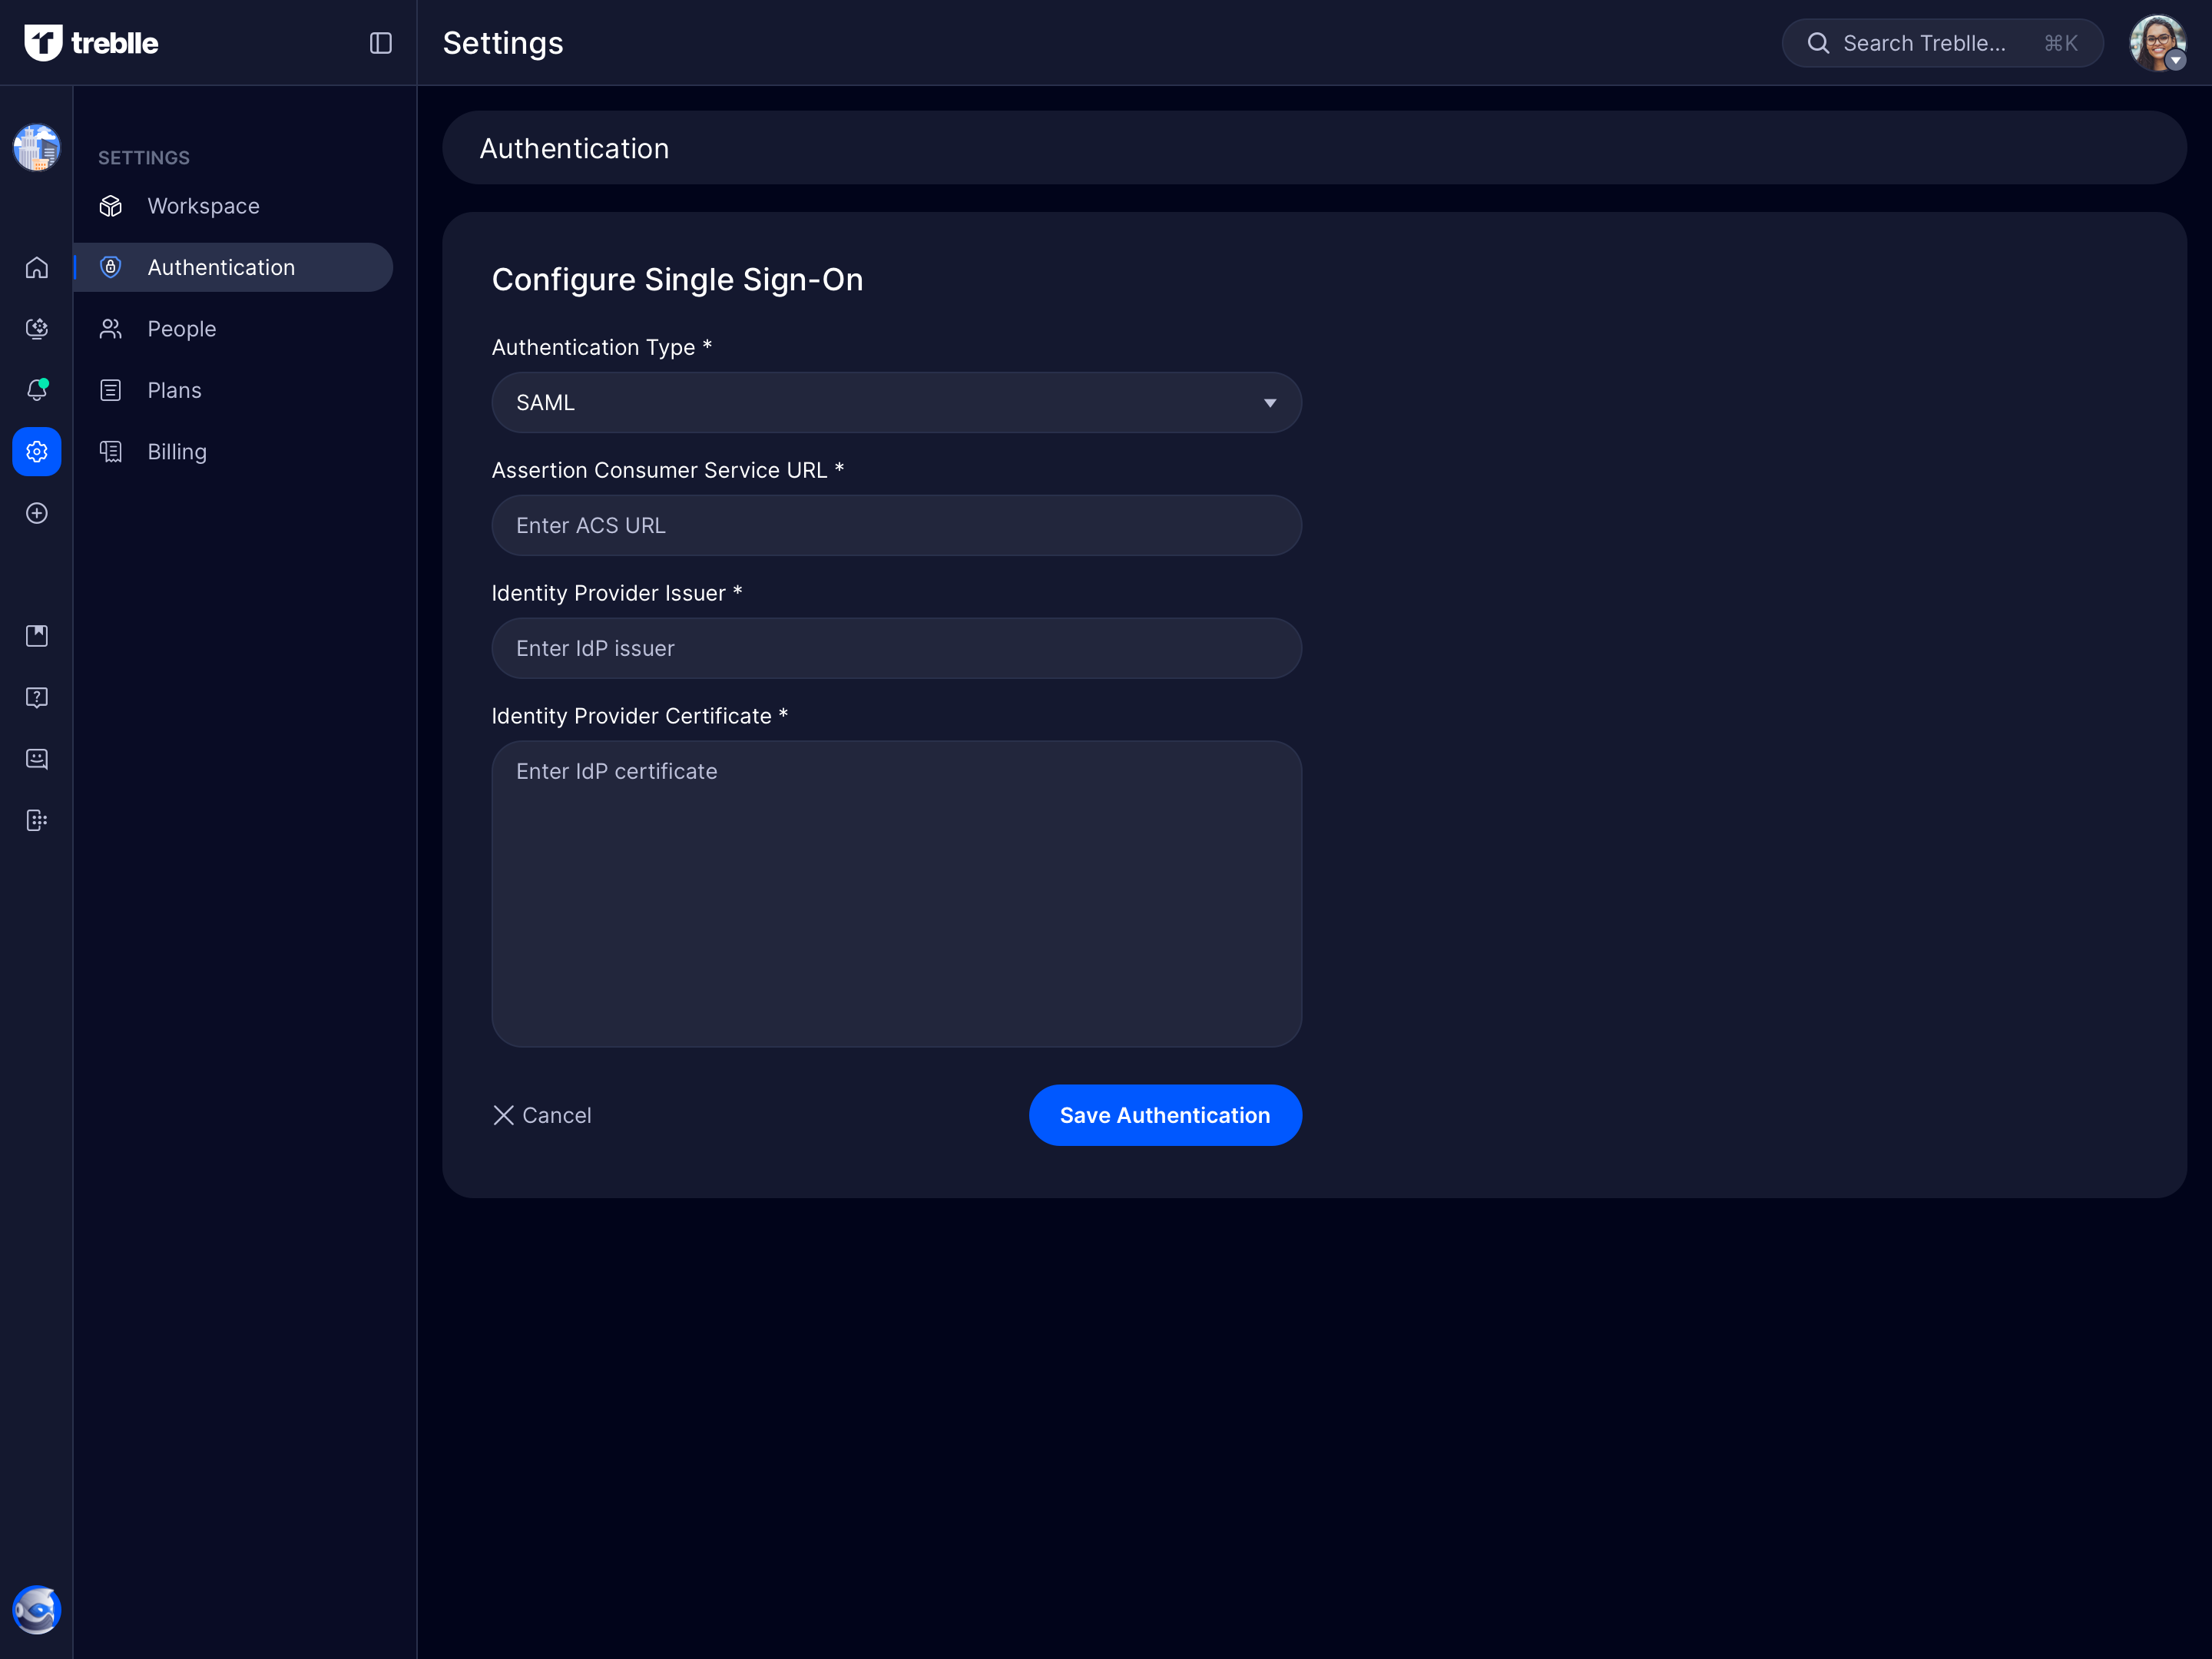 treblle
Settings
Search Treblle... ⌘K
SETTINGS
Workspace
Authentication
People
Plans
Billing
Authentication
Configure Single Sign-On
Authentication Type *
SAML
Assertion Consumer Service URL *
Enter ACS URL
Identity Provider Issuer *
Enter IdP issuer
Identity Provider Certificate *
Enter IdP certificate
Cancel
Save Authentication